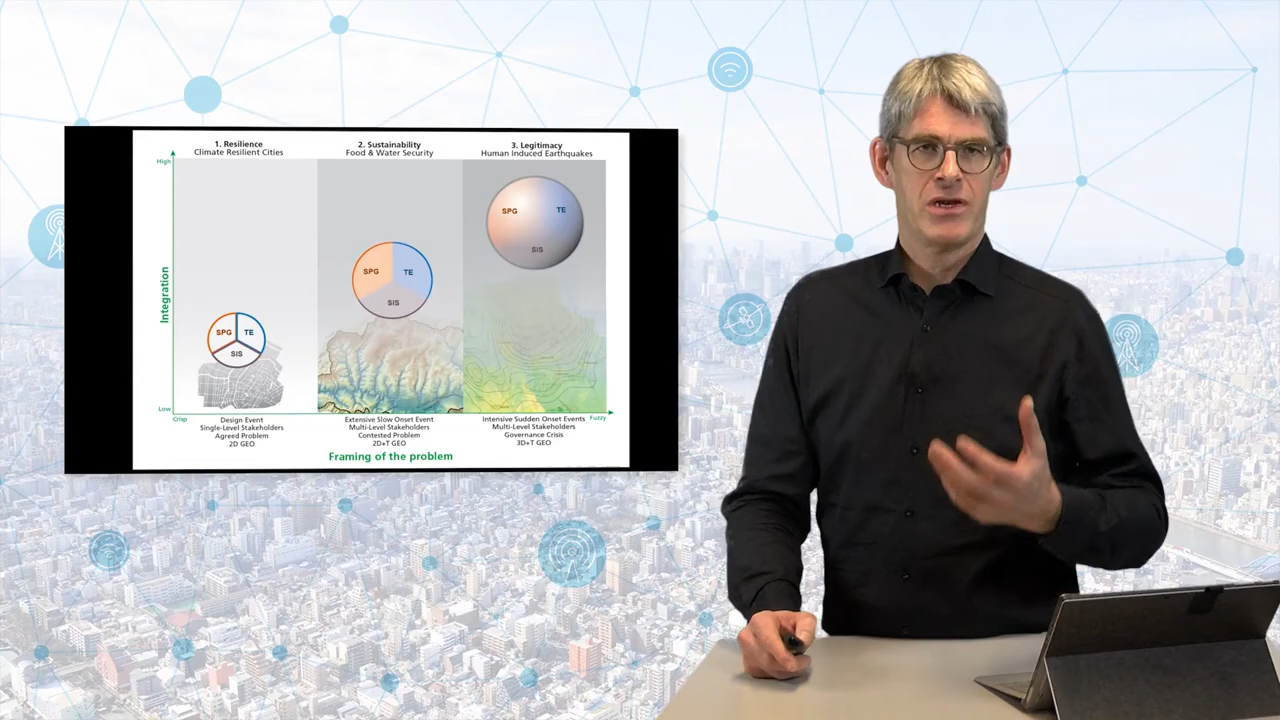 1. Resilience
Climate Resilient Cities
2. Sustainability
Food & Water Security
3. Legitimacy
Human Induced Earthquakes
High
Integration
Low
SPG
TE
SIS
SPG
TE
SIS
SPG
TE
SIS
Crisp
Fuzzy
Design Event
Single-Level Stakeholders
Agreed Problem
2D GEO
Extensive Slow Onset Event
Multi-Level Stakeholders
Contested Problem
2D+T GEO
Intensive Sudden Onset Events
Multi-Level Stakeholders
Governance Crisis
3D+T GEO
Framing of the problem